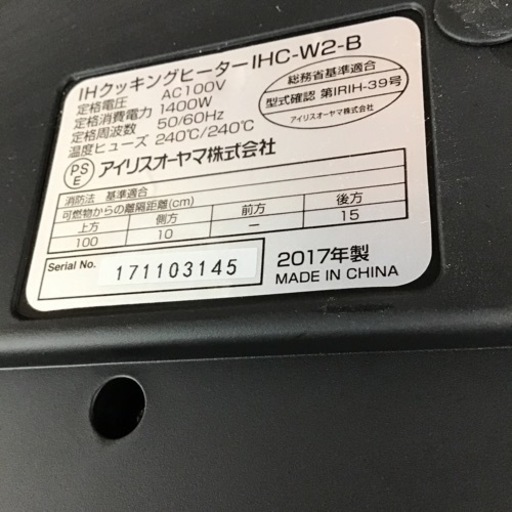 IHクッキングヒーター IHC-W2-B
定格電圧 AC100V
定格消費電力 1400W
定格周波数 50/60Hz
温度ヒューズ 240℃/240℃
総務省基準適合
型式確認 第IRIH-39号
アイリスオーヤマ株式会社
PS
E
アイリスオーヤマ株式会社
消防法 基準適合
可燃物からの離隔距離(cm)
上方 側方 前方 後方
100 10 ー 15
Serial No. 171103145
2017年製
MADE IN CHINA